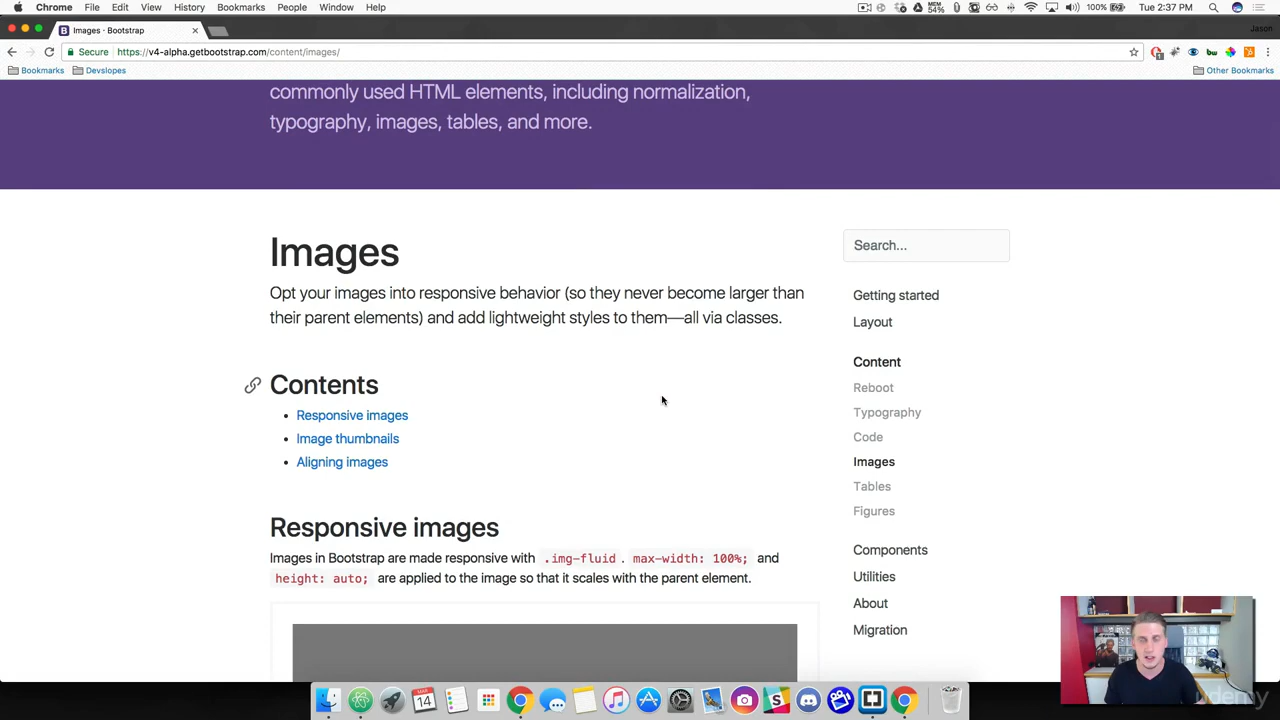 Chrome File Edit View History Bookmarks People Window Help MEM 54% 100% Tue 2:37 PM
Images · Bootstrap
Jason
Secure https://v4-alpha.getbootstrap.com/content/images/
Bookmarks Devslopes Other Bookmarks
commonly used HTML elements, including normalization,
typography, images, tables, and more.
Images
Opt your images into responsive behavior (so they never become larger than
their parent elements) and add lightweight styles to them—all via classes.
Contents
• Responsive images
• Image thumbnails
• Aligning images
Responsive images
Images in Bootstrap are made responsive with .img-fluid . max-width: 100%; and
height: auto; are applied to the image so that it scales with the parent element.
Search...
Getting started
Layout
Content
Reboot
Typography
Code
Images
Tables
Figures
Components
Utilities
About
Migration
14
udemy